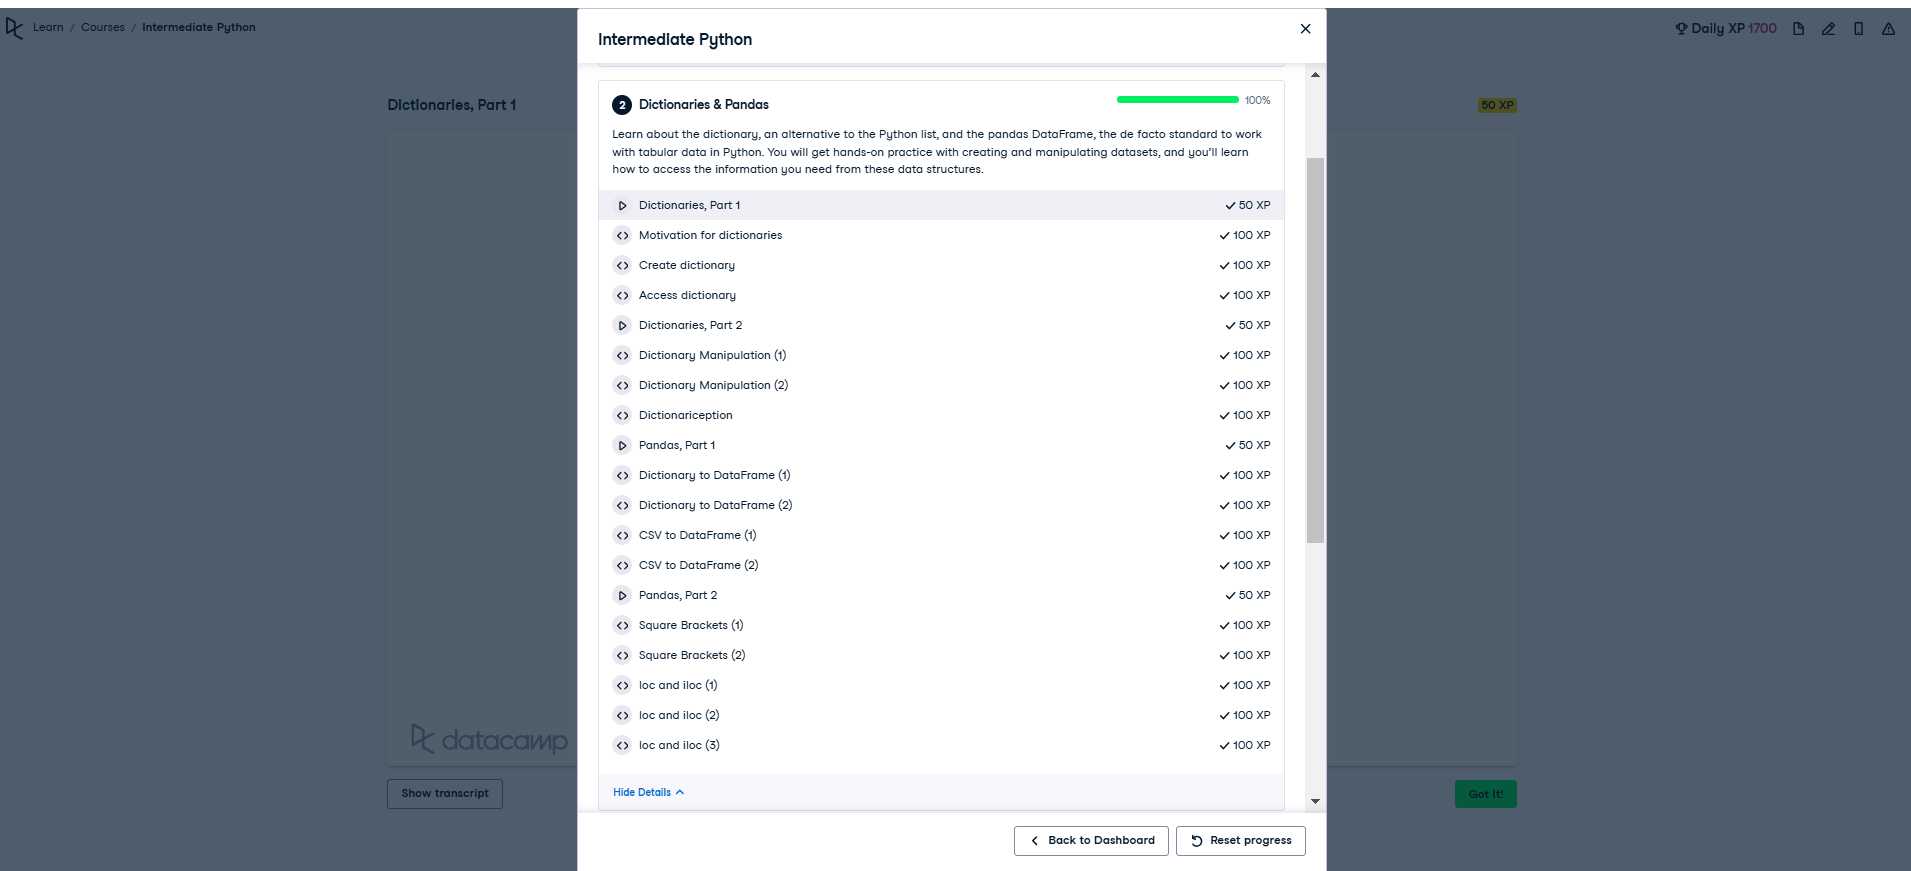 Learn / Courses / Intermediate Python
Daily XP 1700
Intermediate Python
Dictionaries, Part 1
50 XP
2 Dictionaries & Pandas
100%
Learn about the dictionary, an alternative to the Python list, and the pandas DataFrame, the de facto standard to work
with tabular data in Python. You will get hands-on practice with creating and manipulating datasets, and you'll learn
how to access the information you need from these data structures.
Dictionaries, Part 1 50 XP
Motivation for dictionaries 100 XP
Create dictionary 100 XP
Access dictionary 100 XP
Dictionaries, Part 2 50 XP
Dictionary Manipulation (1) 100 XP
Dictionary Manipulation (2) 100 XP
Dictionariception 100 XP
Pandas, Part 1 50 XP
Dictionary to DataFrame (1) 100 XP
Dictionary to DataFrame (2) 100 XP
CSV to DataFrame (1) 100 XP
CSV to DataFrame (2) 100 XP
Pandas, Part 2 50 XP
Square Brackets (1) 100 XP
Square Brackets (2) 100 XP
loc and iloc (1) 100 XP
loc and iloc (2) 100 XP
loc and iloc (3) 100 XP
datacamp
Hide Details
Show transcript
Got It!
Back to Dashboard
Reset progress